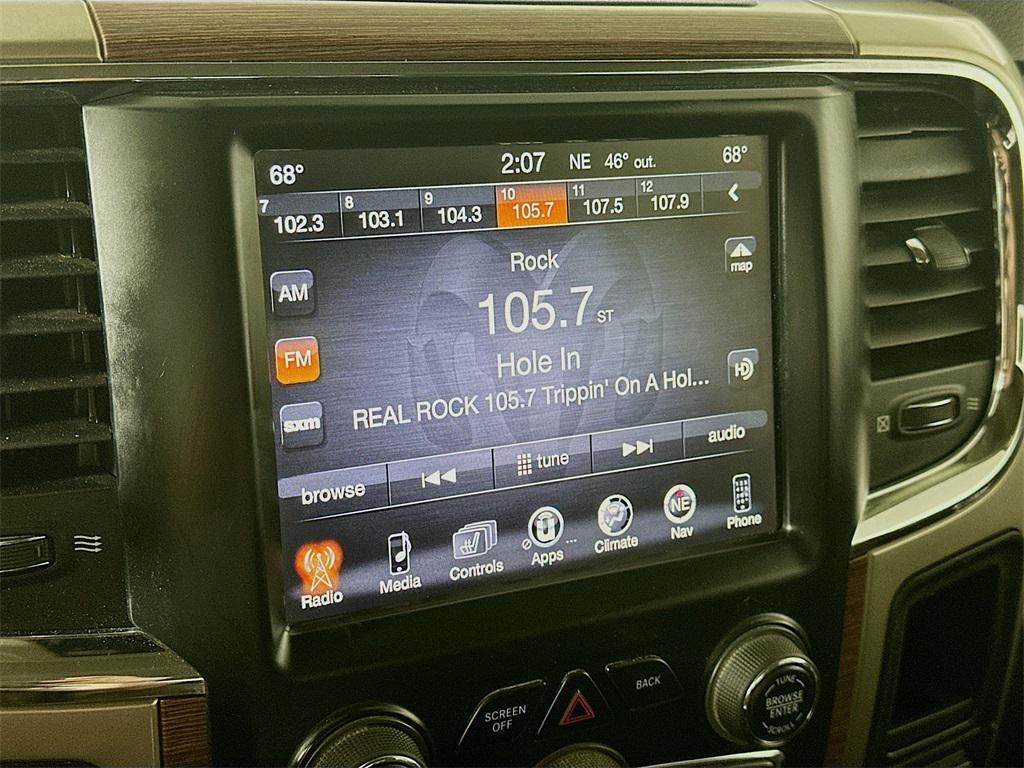 68° 2:07 NE 46° out. 68°
7 102.3 8 103.1 9 104.3 10 105.7 11 107.5 12 107.9
Rock
map
AM
105.7 ST
FM
Hole In
HD
REAL ROCK 105.7 Trippin' On A Hol...
sxm
browse tune audio
Radio Media Controls Apps Climate NE Nav Phone
SCREEN OFF
BACK
TUNE
BROWSE
ENTER
SCROLL